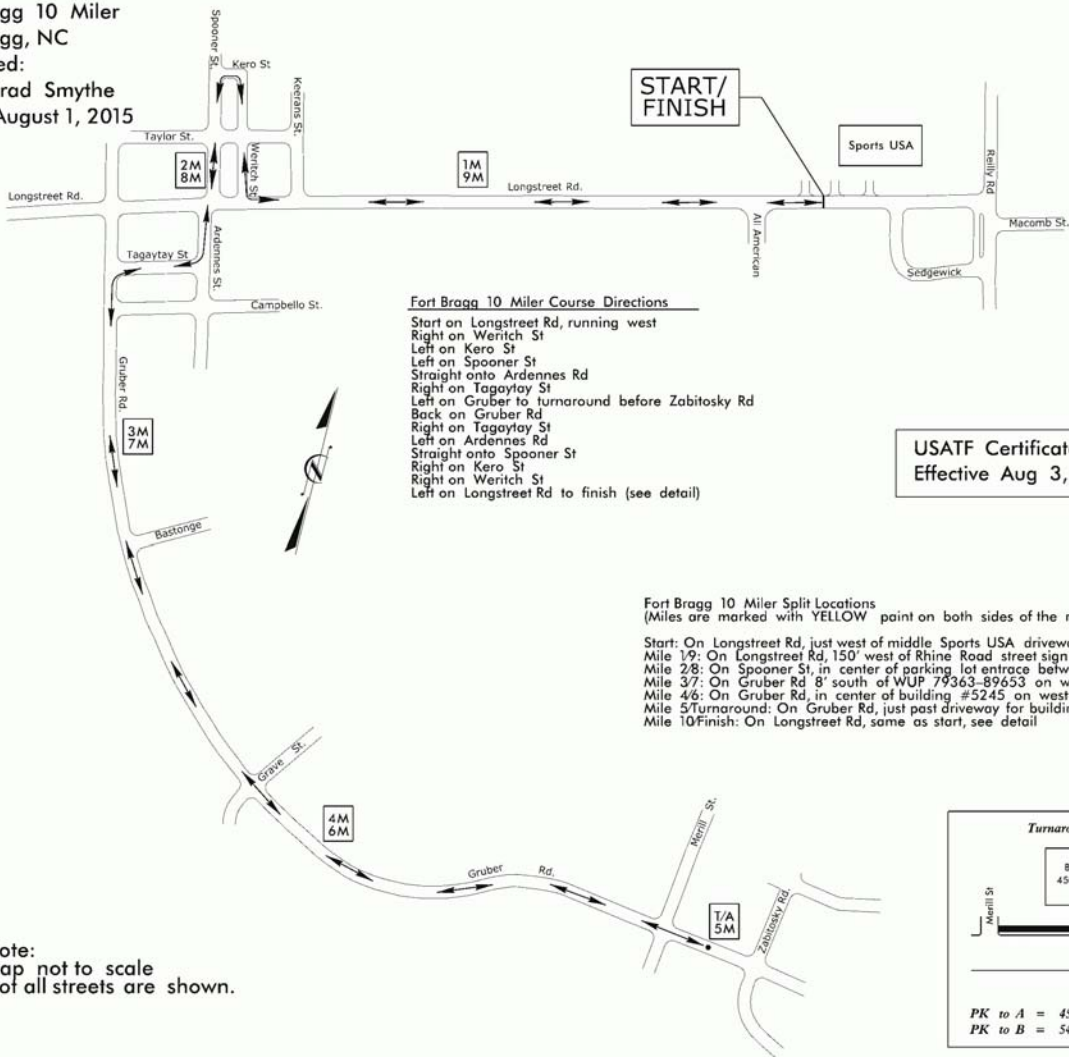 gg 10 Miler
gg, NC
ed:
rad Smythe
August 1, 2015
Spooner St.
Kero St
Keerans St.
Taylor St.
2M
8M
Weritch St
Longstreet Rd.
1M
9M
Longstreet Rd.
START/
FINISH
Sports USA
Reilly Rd
Macomb St.
All American
Sedgewick
Tagaytay St
Ardennes St.
Campbello St.
Gruber Rd.
3M
7M
Fort Bragg 10 Miler Course Directions
Start on Longstreet Rd, running west
Right on Weritch St
Left on Kero St
Left on Spooner St
Straight onto Ardennes Rd
Right on Tagaytay St
Left on Gruber to turnaround before Zabitosky Rd
Back on Gruber Rd
Right on Tagaytay St
Left on Ardennes Rd
Straight onto Spooner St
Right on Kero St
Right on Weritch St
Left on Longstreet Rd to finish (see detail)
N
USATF Certificat
Effective Aug 3,
Bastonge
Fort Bragg 10 Miler Split Locations
(Miles are marked with YELLOW paint on both sides of the r
Start: On Longstreet Rd, just west of middle Sports USA drivew
Mile 1/9: On Longstreet Rd, 150' west of Rhine Road street sign
Mile 2/8: On Spooner St, in center of parking lot entrace betw
Mile 3/7: On Gruber Rd 8' south of WUP 79363-89653 on w
Mile 4/6: On Gruber Rd, in center of building #5245 on west
Mile 5/Turnaround: On Gruber Rd, just past driveway for buildin
Mile 10/Finish: On Longstreet Rd, same as start, see detail
Grave St.
4M
6M
Gruber Rd.
Merill St.
T/A
5M
Zabitosky Rd.
Turnaro
B
45
Merill St
PK to A = 45
PK to B = 54
ote:
ap not to scale
ot all streets are shown.